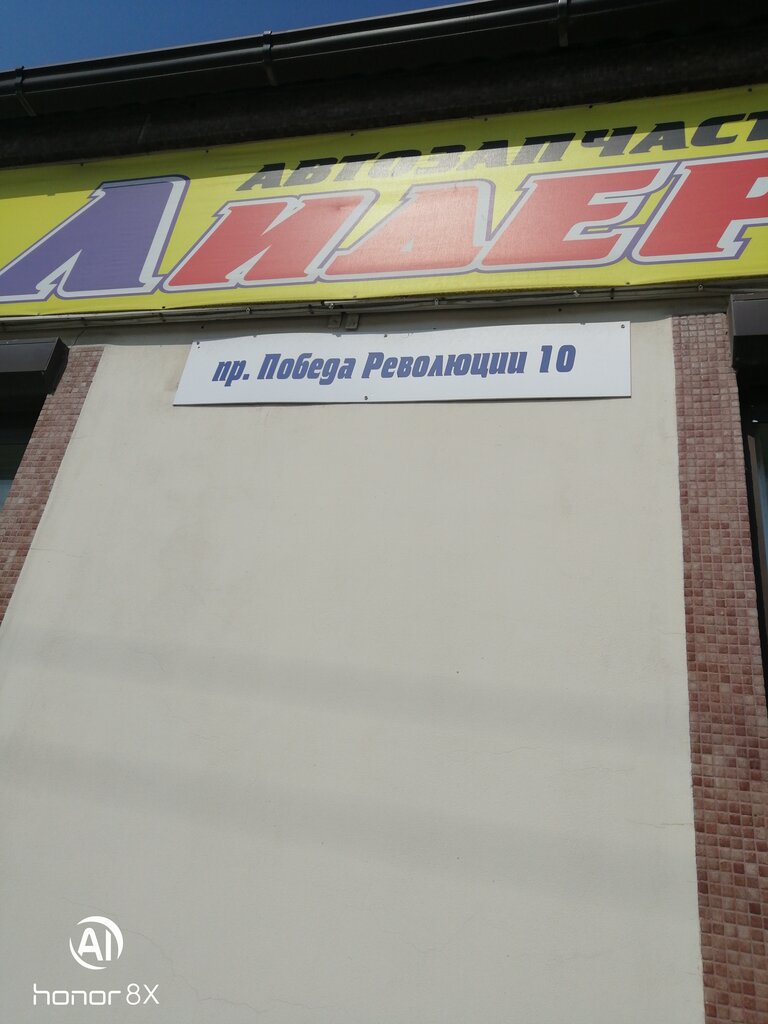 АВТОЗАПЧАСТ
ЛИДЕР
пр. Победа Революции 10
AI
honor 8X